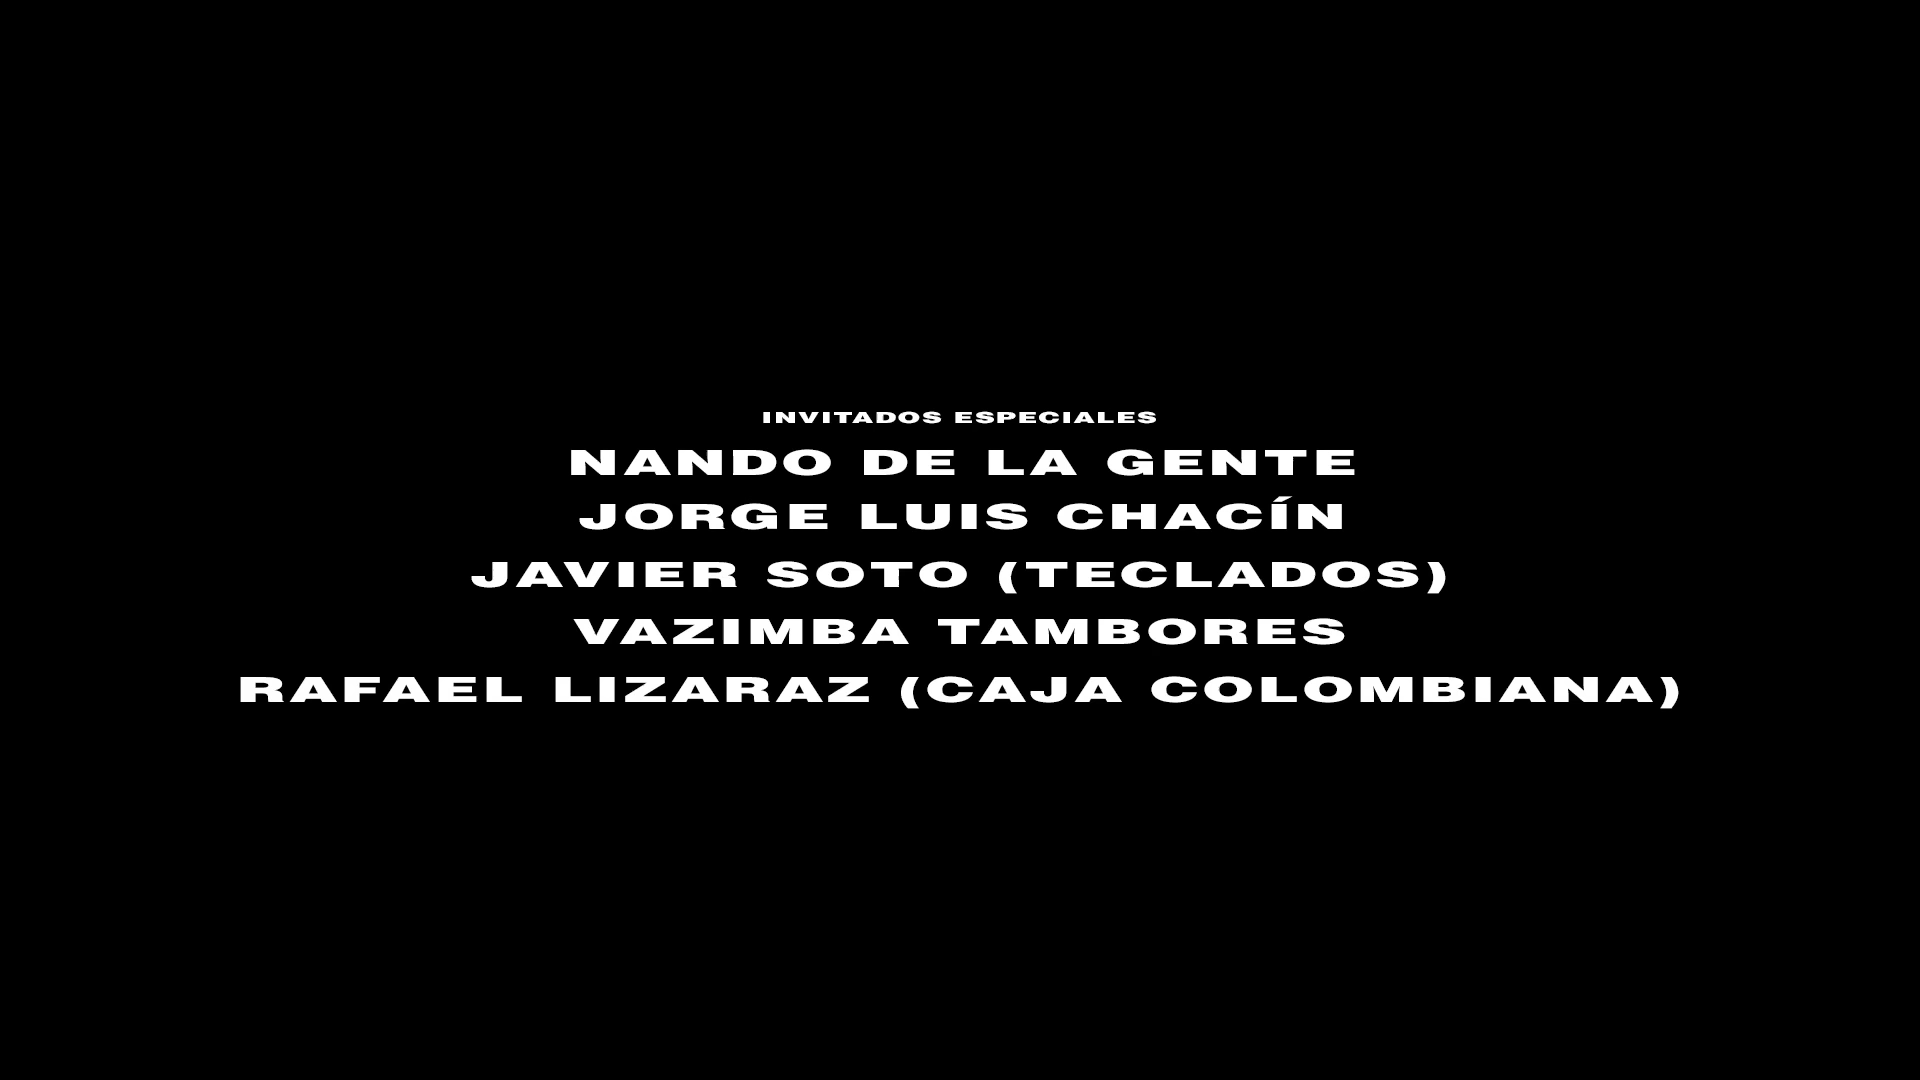 INVITADOS ESPECIALES
NANDO DE LA GENTE
JORGE LUIS CHACÍN
JAVIER SOTO (TECLADOS)
VAZIMBA TAMBORES
RAFAEL LIZARAZ (CAJA COLOMBIANA)